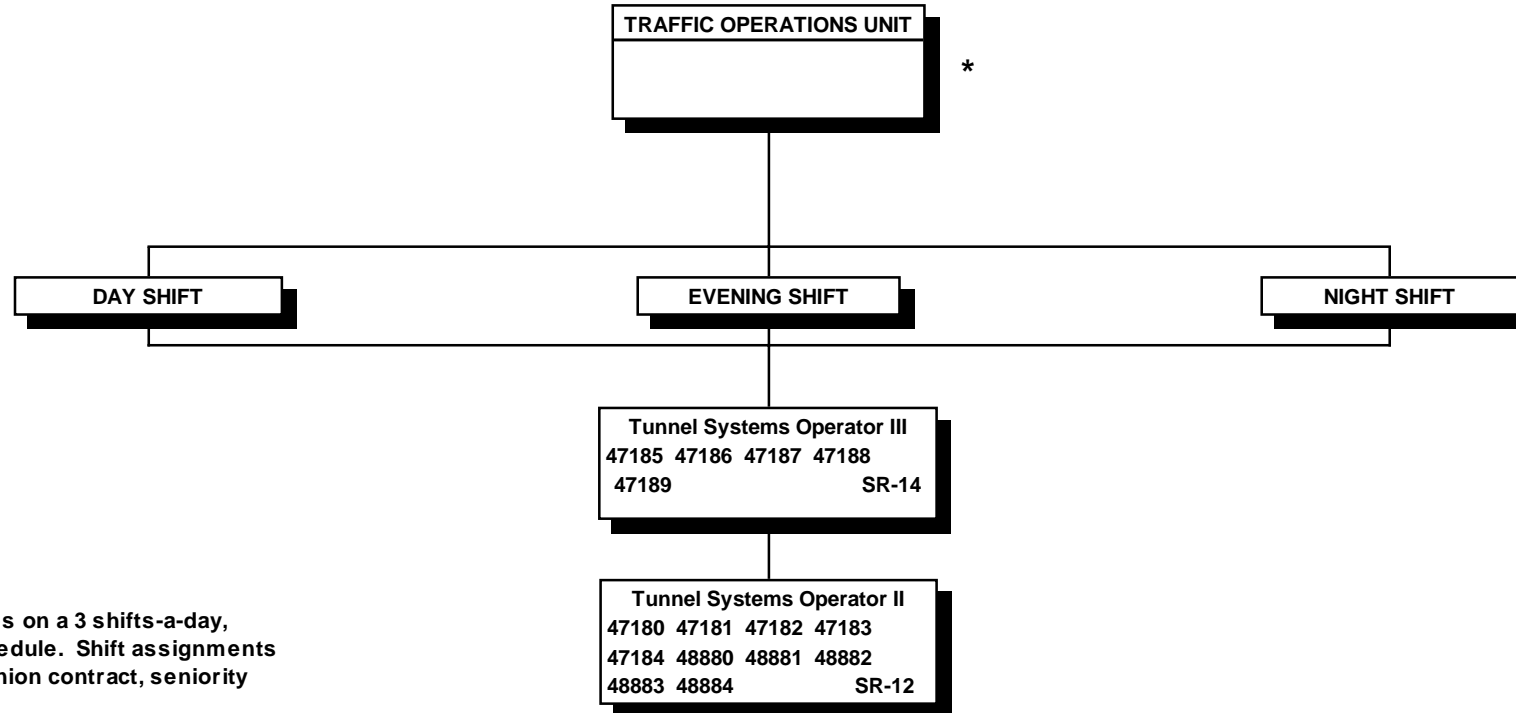 TRAFFIC OPERATIONS UNIT
*
DAY SHIFT
EVENING SHIFT
NIGHT SHIFT
Tunnel Systems Operator III
47185 47186 47187 47188
47189 SR-14
Tunnel Systems Operator II
47180 47181 47182 47183
47184 48880 48881 48882
48883 48884 SR-12
s on a 3 shifts-a-day,
edule. Shift assignments
nion contract, seniority